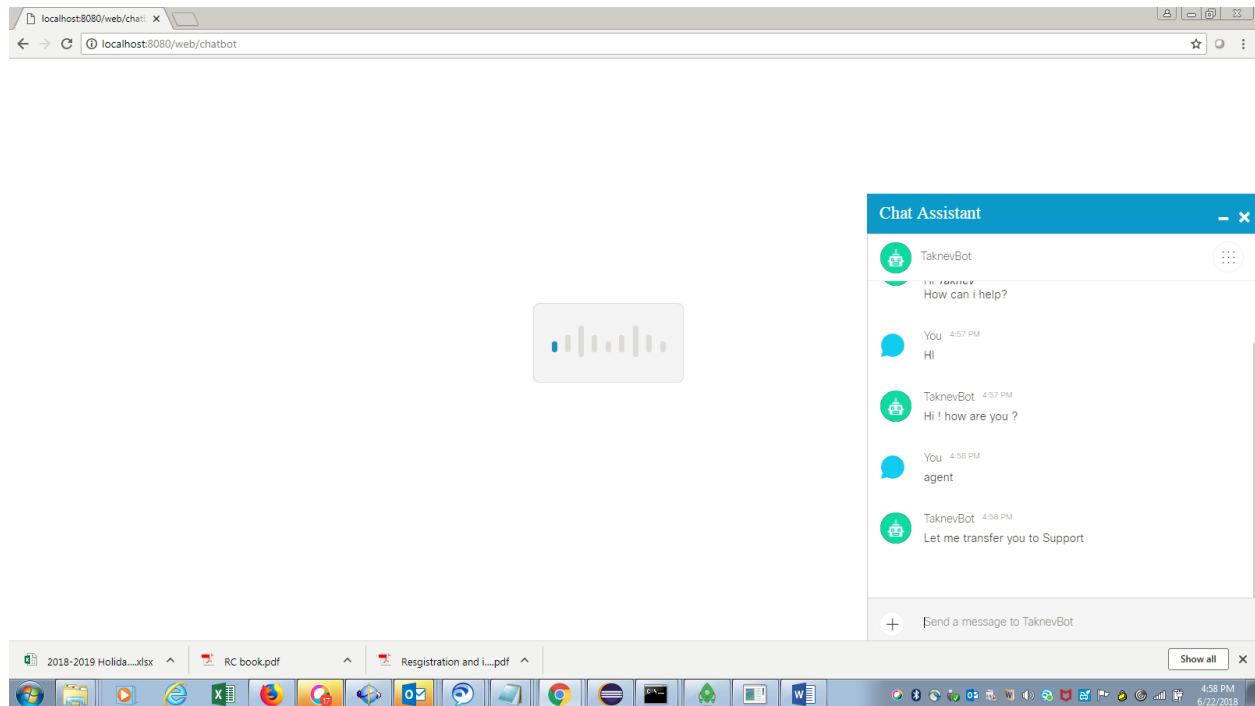 localhost:8080/web/chat
localhost:8080/web/chatbot
Chat Assistant
TaknevBot
Hi Taknev
How can i help?
You 4:57 PM
HI
TaknevBot 4:57 PM
Hi ! how are you ?
You 4:58 PM
agent
TaknevBot 4:58 PM
Let me transfer you to Support
Send a message to TaknevBot
2018-2019 Holida....xlsx
RC book.pdf
Resgistration and i....pdf
Show all
17
4:58 PM
6/22/2018